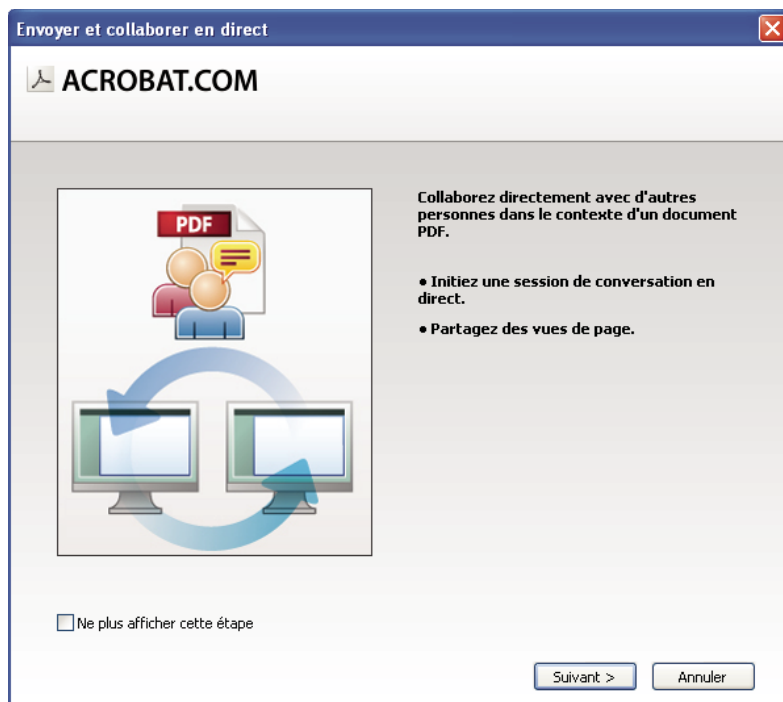 Envoyer et collaborer en direct
ACROBAT.COM
PDF
Collaborez directement avec d'autres
personnes dans le contexte d'un document
PDF.
● Initiez une session de conversation en
direct.
● Partagez des vues de page.
Ne plus afficher cette étape
Suivant >
Annuler